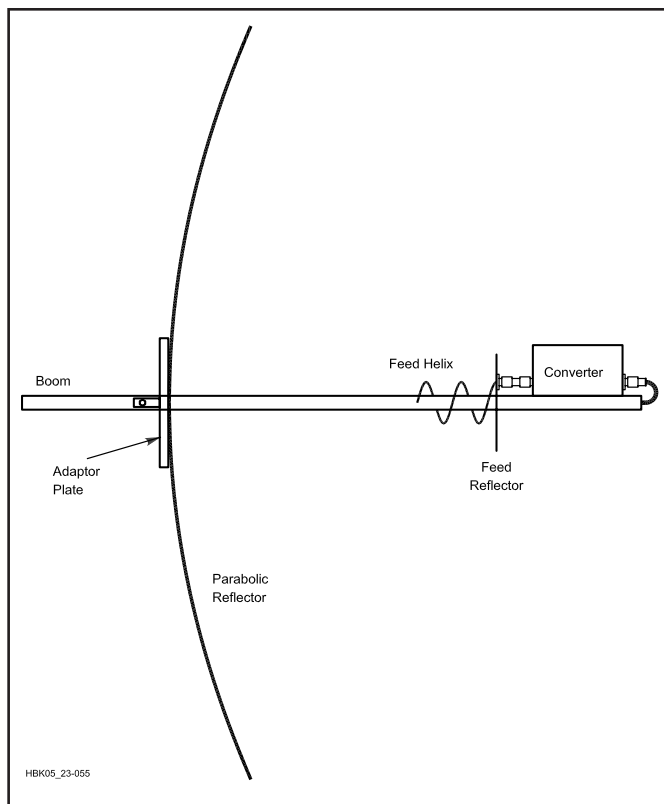 Feed Helix
Converter
Boom
Adaptor
Plate
Feed
Reflector
Parabolic
Reflector
HBK05_23-055